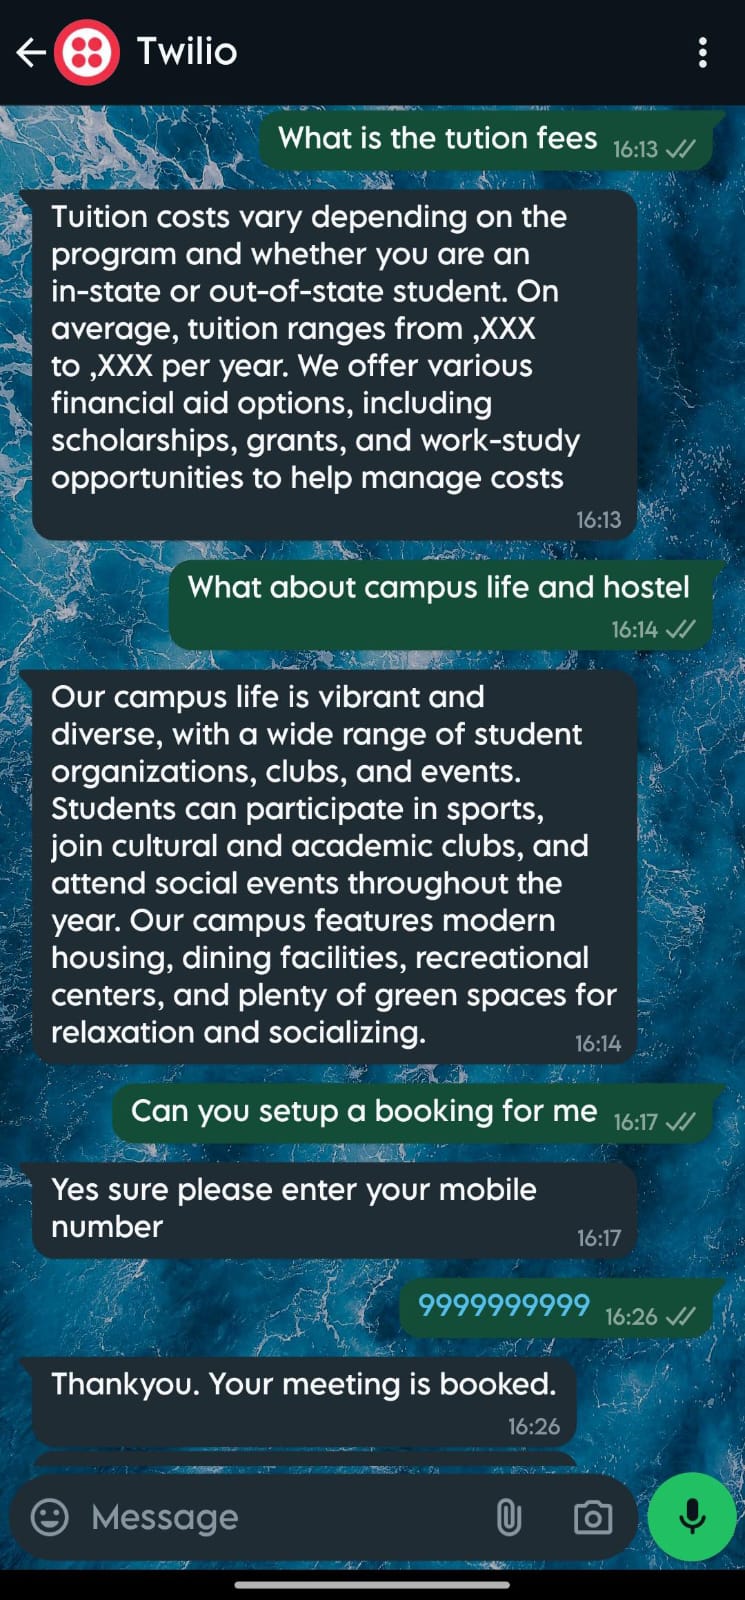 Twilio
What is the tution fees 16:13
Tuition costs vary depending on the
program and whether you are an
in-state or out-of-state student. On
average, tuition ranges from ,XXX
to ,XXX per year. We offer various
financial aid options, including
scholarships, grants, and work-study
opportunities to help manage costs
16:13
What about campus life and hostel
16:14
Our campus life is vibrant and
diverse, with a wide range of student
organizations, clubs, and events.
Students can participate in sports,
join cultural and academic clubs, and
attend social events throughout the
year. Our campus features modern
housing, dining facilities, recreational
centers, and plenty of green spaces for
relaxation and socializing.
16:14
Can you setup a booking for me 16:17
Yes sure please enter your mobile
number
16:17
9999999999 16:26
Thankyou. Your meeting is booked.
16:26
Message